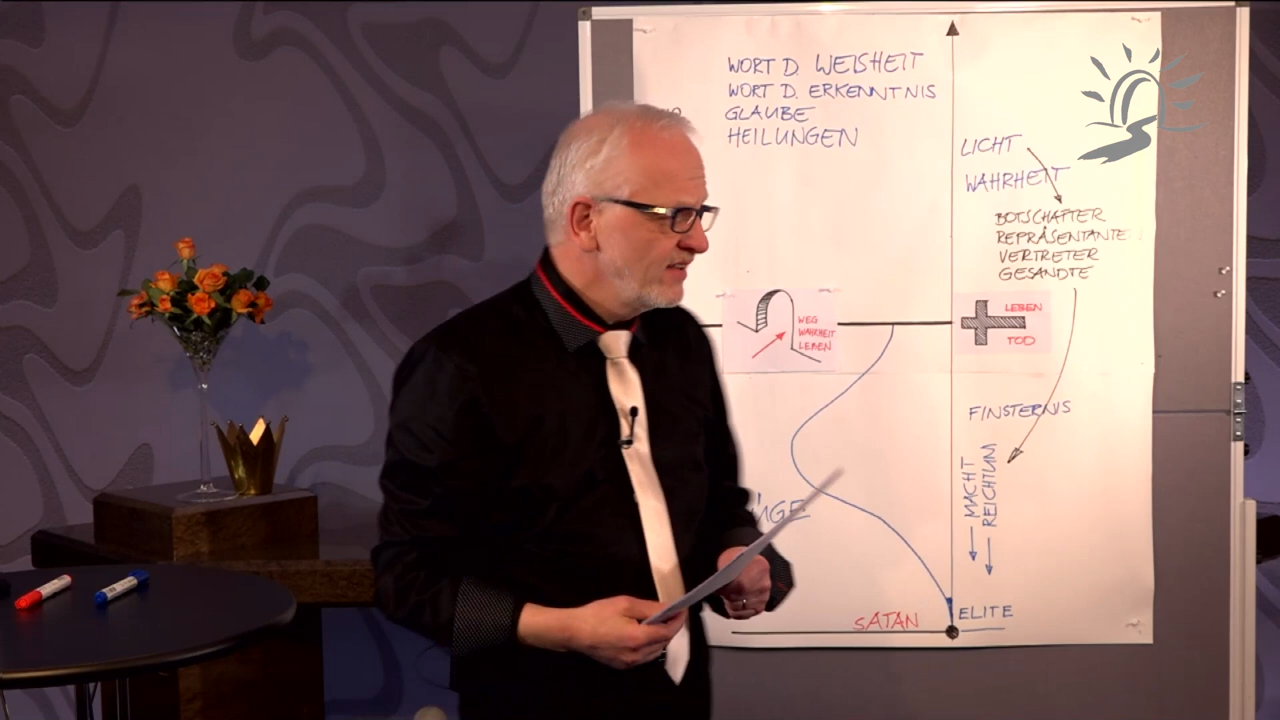 WORT D. WEISHEIT
WORT D. ERKENNTNIS
GLAUBE
HEILUNGEN
LICHT
WAHRHEIT
BOTSCHAFTER
REPRÄSENTANTEN
VERTRETER
GESANDTE
WEG
WAHRHEIT
LEBEN
LEBEN
TOD
FINSTERNIS
MACHT
REICHTUM
SATAN
ELITE